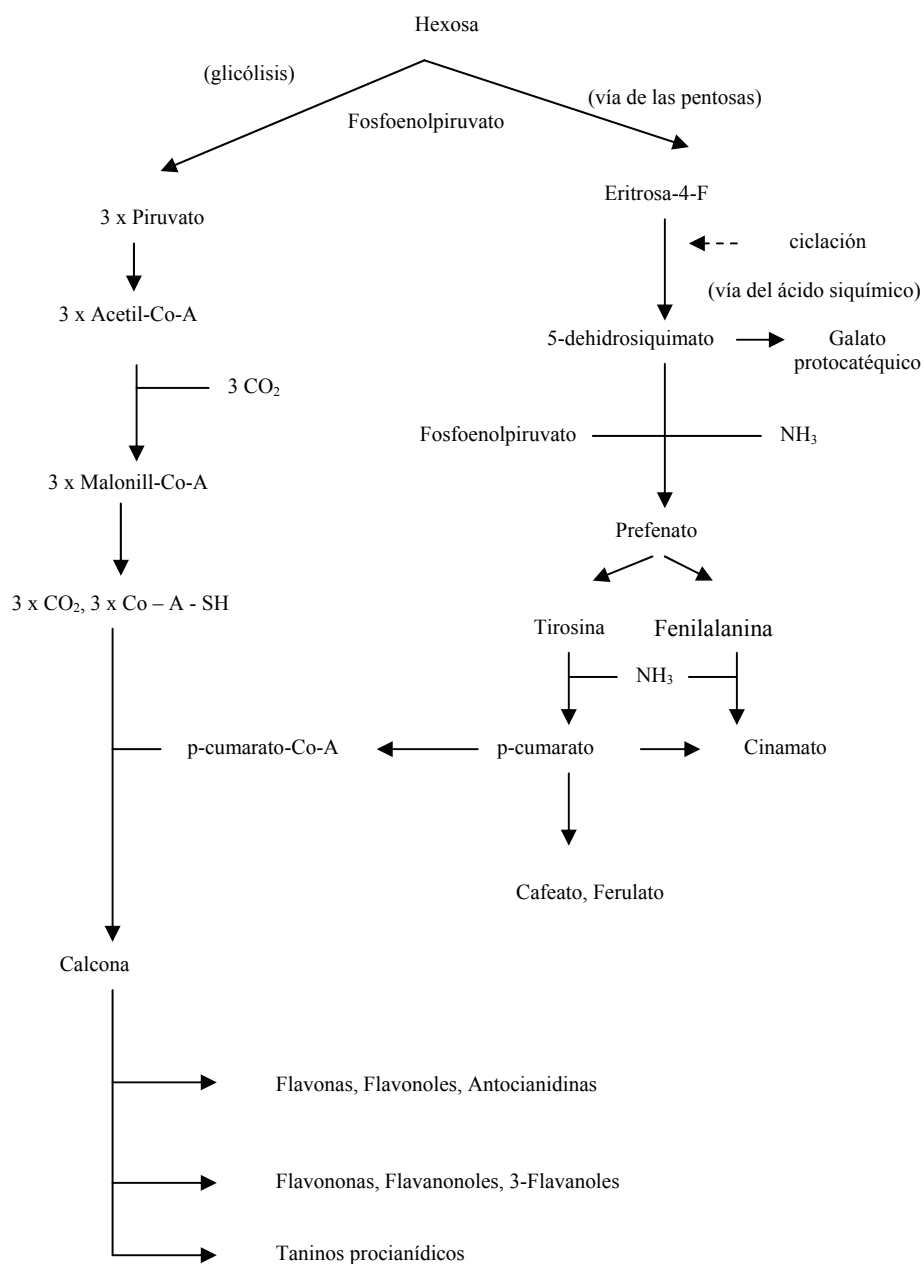 Hexosa
(glicólisis)
(vía de las pentosas)
Fosfoenolpiruvato
Eritrosa-4-F
3 x Piruvato
ciclación
(vía del ácido siquímico)
3 x Acetil-Co-A
5-dehidrosiquimato
Galato
protocatéquico
3 CO₂
Fosfoenolpiruvato
NH₃
3 x Malonill-Co-A
Prefenato
3 x CO₂, 3 x Co – A - SH
Tirosina
Fenilalanina
NH₃
p-cumarato-Co-A
p-cumarato
Cinamato
Cafeato, Ferulato
Calcona
Flavonas, Flavonoles, Antocianidinas
Flavononas, Flavanonoles, 3-Flavanoles
Taninos procianídicos